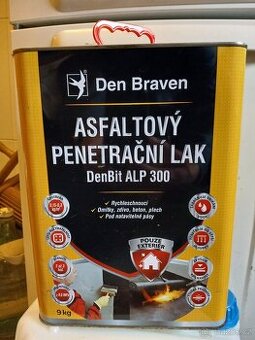 Den Braven
ASFALTOVÝ
PENETRAČNÍ LAK
DenBit ALP 300
Rychleschnoucí
Omítky, zdivo, beton, plech
Pod natavitelné pásy
POUZE
EXTERIÉR
9 kg